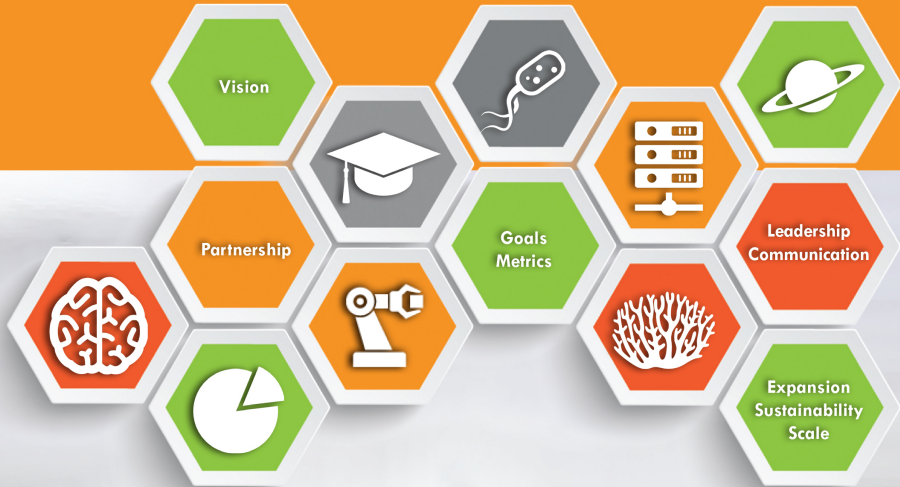 Vision
Partnership
Goals
Metrics
Leadership
Communication
Expansion
Sustainability
Scale